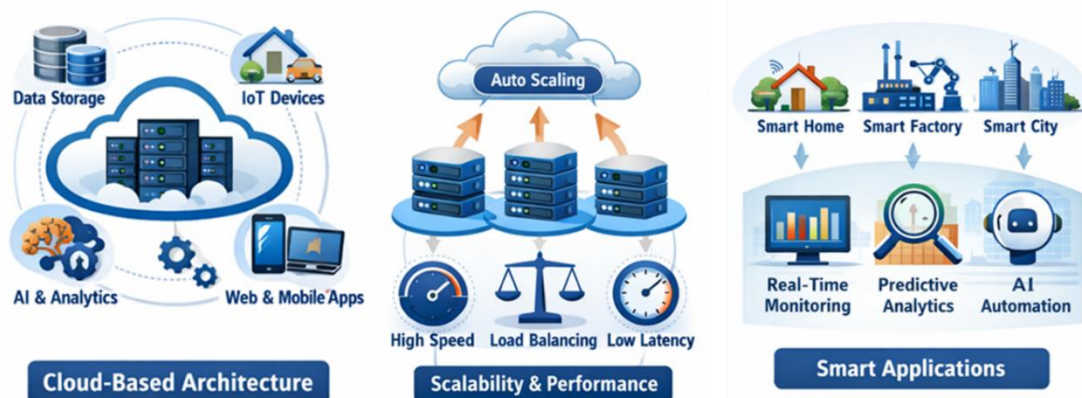 Data Storage
IoT Devices
AI & Analytics
Web & Mobile Apps
Cloud-Based Architecture
Auto Scaling
High Speed
Load Balancing
Low Latency
Scalability & Performance
Smart Home
Smart Factory
Smart City
Real-Time
Monitoring
Predictive
Analytics
AI
Automation
Smart Applications